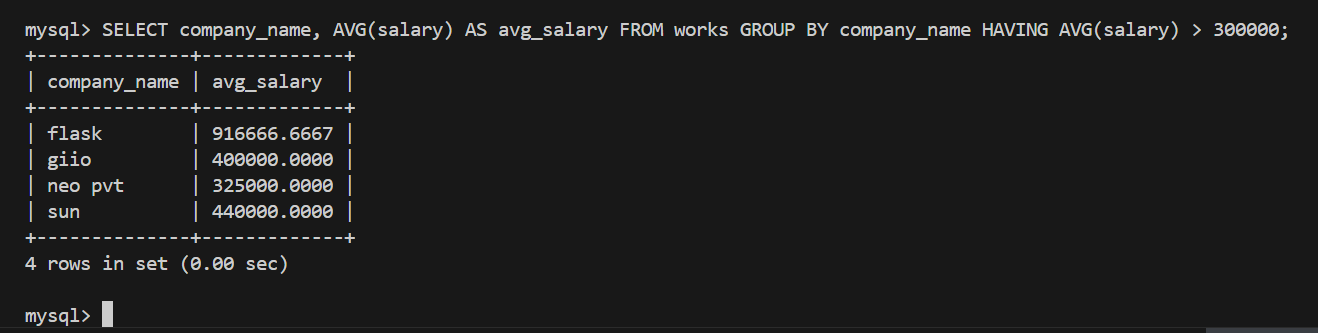 mysql> SELECT company_name, AVG(salary) AS avg_salary FROM works GROUP BY company_name HAVING AVG(salary) > 300000;
+--------------+-------------+
| company_name | avg_salary  |
+--------------+-------------+
| flask        | 916666.6667 |
| giio         | 400000.0000 |
| neo pvt      | 325000.0000 |
| sun          | 440000.0000 |
+--------------+-------------+
4 rows in set (0.00 sec)
mysql>